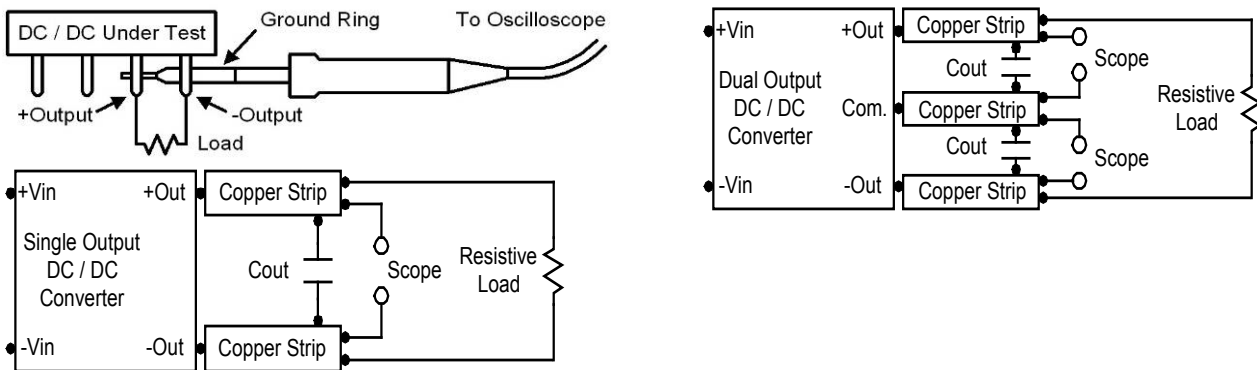 Ground Ring
To Oscilloscope
DC / DC Under Test
+Output
-Output
Load
+Vin
+Out
Copper Strip
Single Output
DC / DC
Converter
Cout
Scope
Resistive
Load
-Vin
-Out
Copper Strip
+Vin
+Out
Copper Strip
Cout
Scope
Dual Output
DC / DC
Converter
Com.
Copper Strip
Resistive
Load
Cout
Scope
-Vin
-Out
Copper Strip